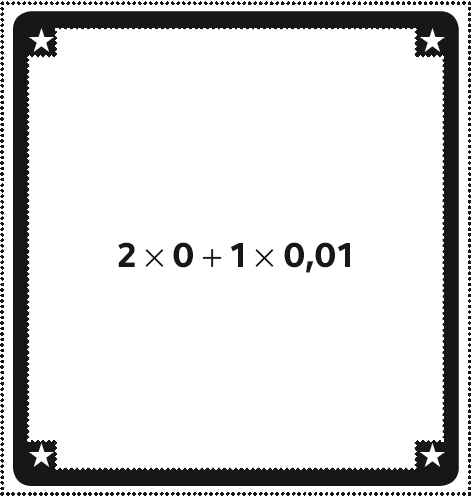 2 × 0 + 1 × 0,01